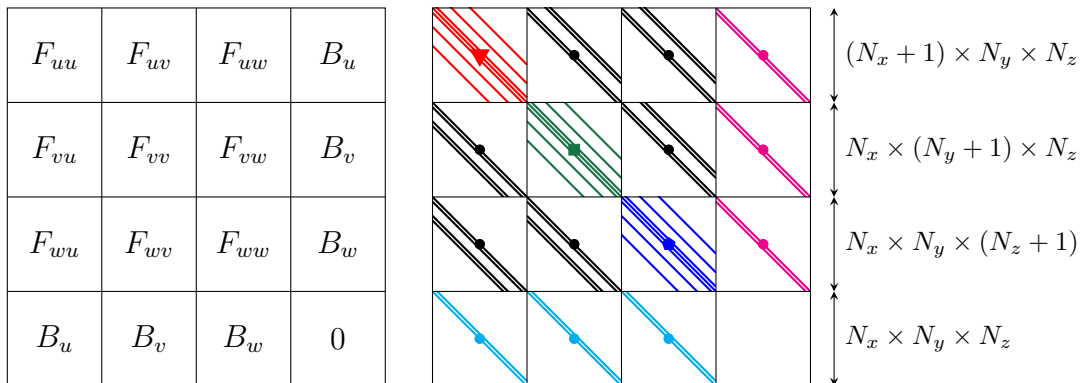 F_{uu} F_{uv} F_{uw} B_u (N_x + 1) × N_y × N_z
F_{vu} F_{vv} F_{vw} B_v N_x × (N_y + 1) × N_z
F_{wu} F_{wv} F_{ww} B_w N_x × N_y × (N_z + 1)
B_u B_v B_w 0 N_x × N_y × N_z